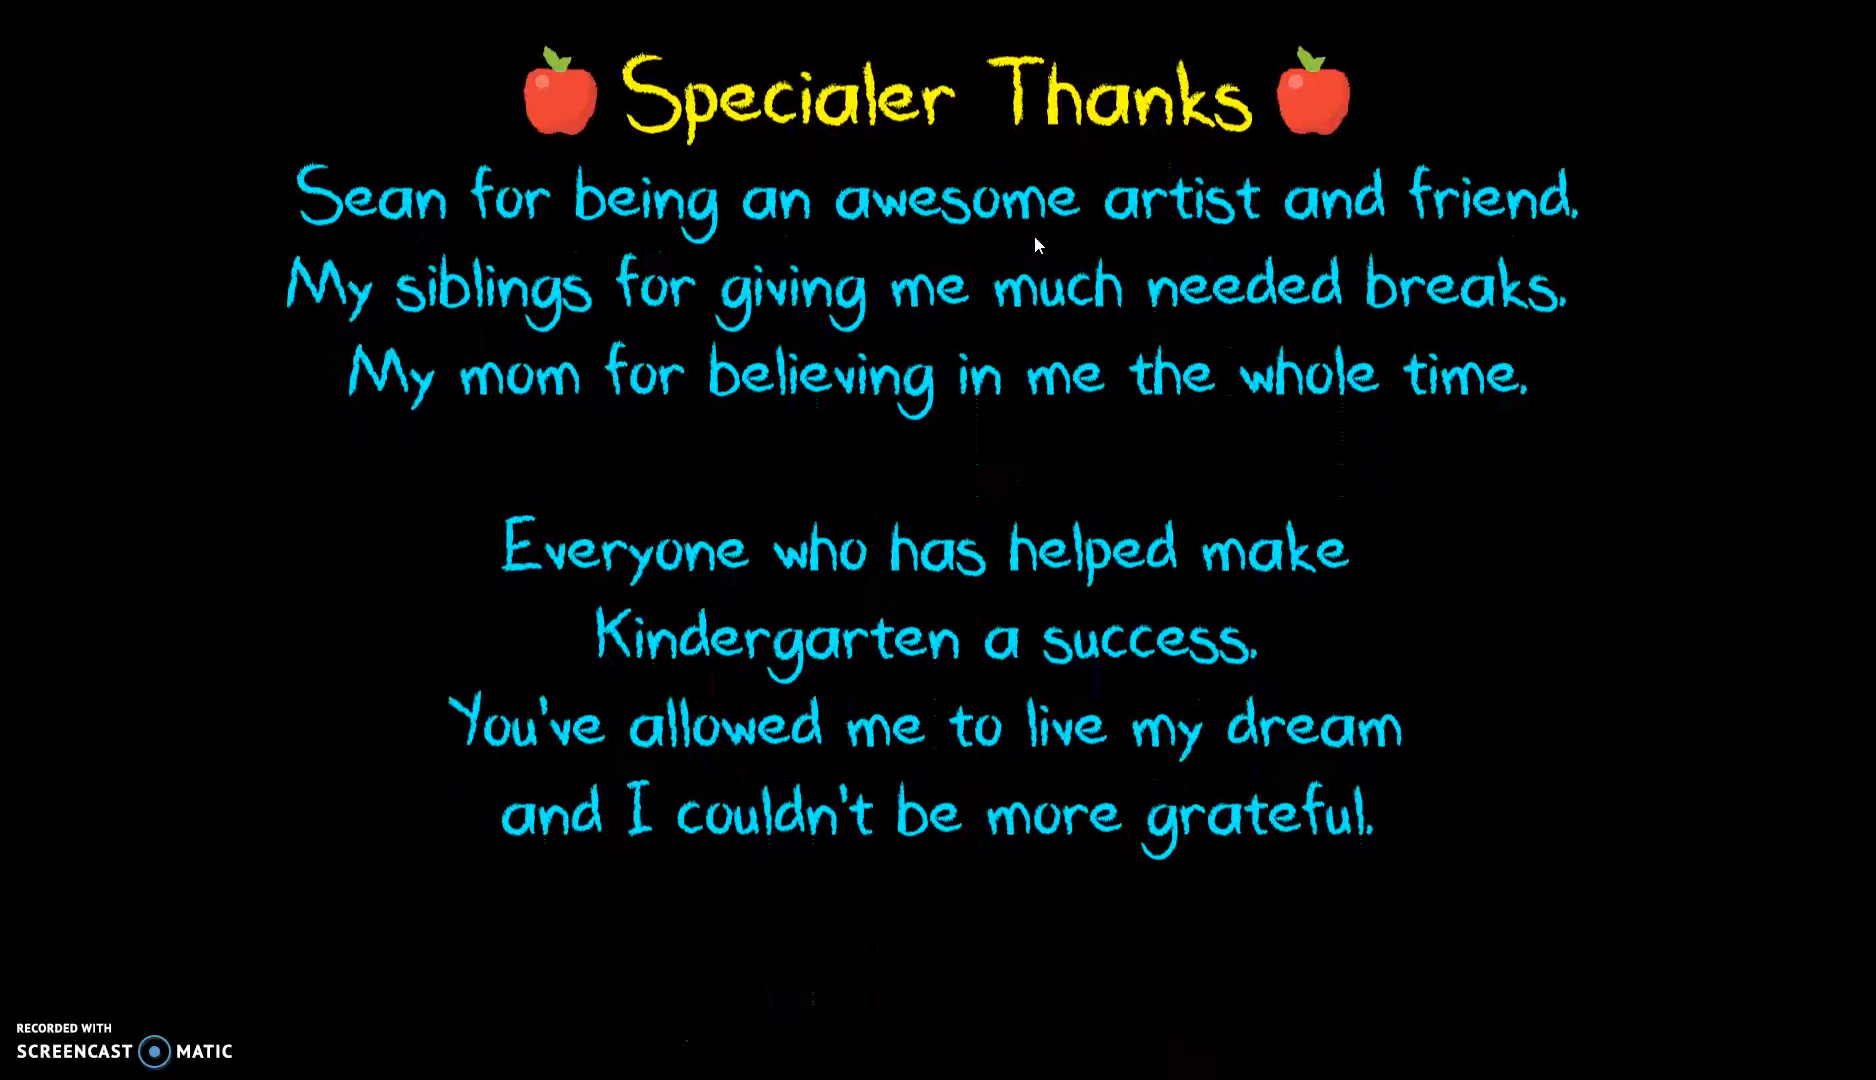 Specialer Thanks
Sean for being an awesome artist and friend.
My siblings for giving me much needed breaks.
My mom for believing in me the whole time.
Everyone who has helped make
Kindergarten a success.
You've allowed me to live my dream
and I couldn't be more grateful.
RECORDED WITH
SCREENCAST MATIC